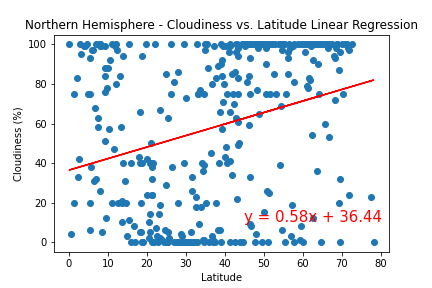 Northern Hemisphere - Cloudiness vs. Latitude Linear Regression
100
80
60
40
20
0
Cloudiness (%)
y = 0.58x + 36.44
0 10 20 30 40 50 60 70 80
Latitude